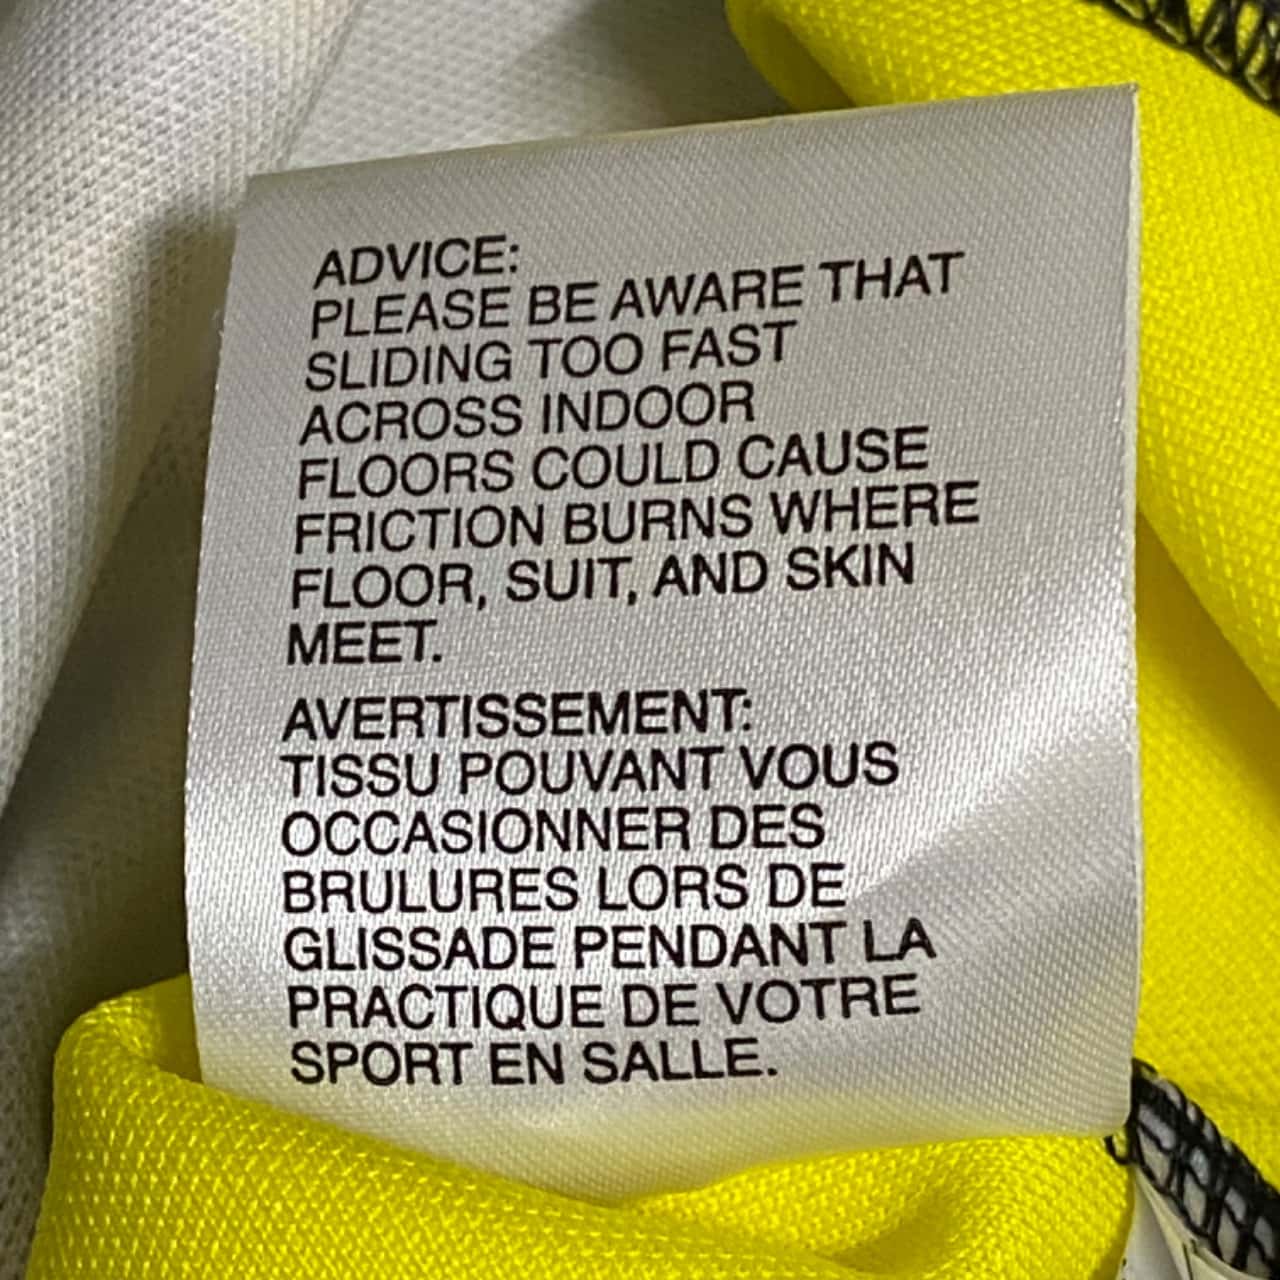 ADVICE:
PLEASE BE AWARE THAT
SLIDING TOO FAST
ACROSS INDOOR
FLOORS COULD CAUSE
FRICTION BURNS WHERE
FLOOR, SUIT, AND SKIN
MEET.
AVERTISSEMENT:
TISSU POUVANT VOUS
OCCASIONNER DES
BRULURES LORS DE
GLISSADE PENDANT LA
PRACTIQUE DE VOTRE
SPORT EN SALLE.